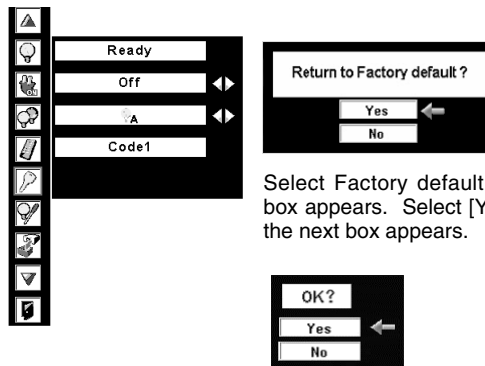 Ready
Off
A
Code1
ON
Return to Factory default ?
Yes
No
Select Factory default
box appears. Select [Y
the next box appears.
OK?
Yes
No